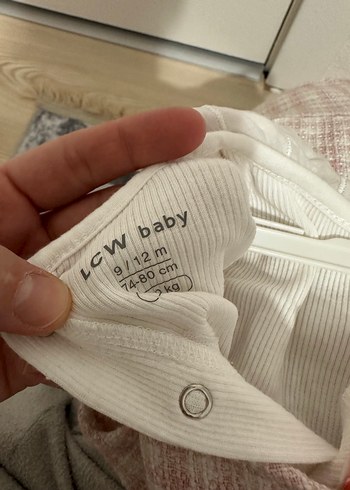 LCW baby
9/12 m
74-80 cm
kg